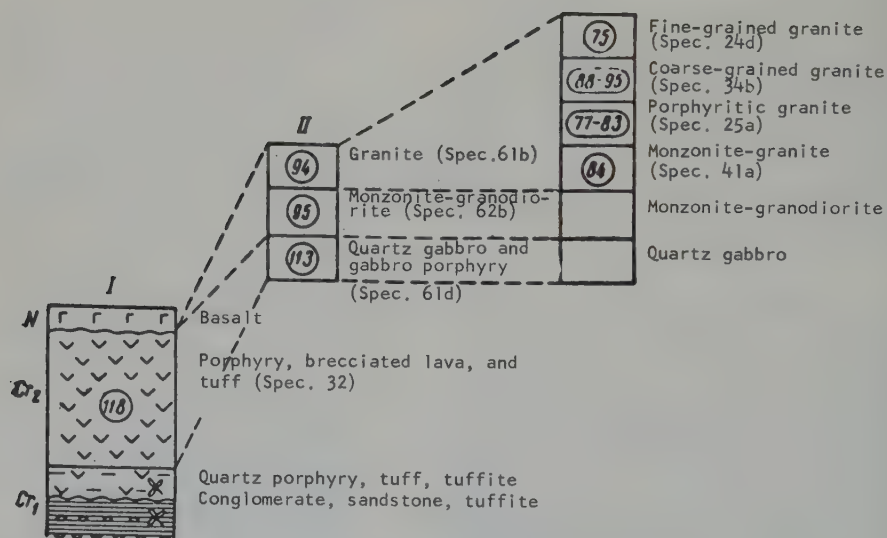 75
Fine-grained granite
(Spec. 24d)
88-95
Coarse-grained granite
(Spec. 34b)
II
77-83
Porphyritic granite
(Spec. 25a)
94
Granite (Spec.61b)
84
Monzonite-granite
(Spec. 41a)
85
Monzonite-granodio-
rite (Spec. 62b)
Monzonite-granodiorite
113
Quartz gabbro and
gabbro porphyry
(Spec. 61d)
Quartz gabbro
I
N
Basalt
Cr2
Porphyry, brecciated lava, and
tuff (Spec. 32)
118
Quartz porphyry, tuff, tuffite
Cr1
Conglomerate, sandstone, tuffite